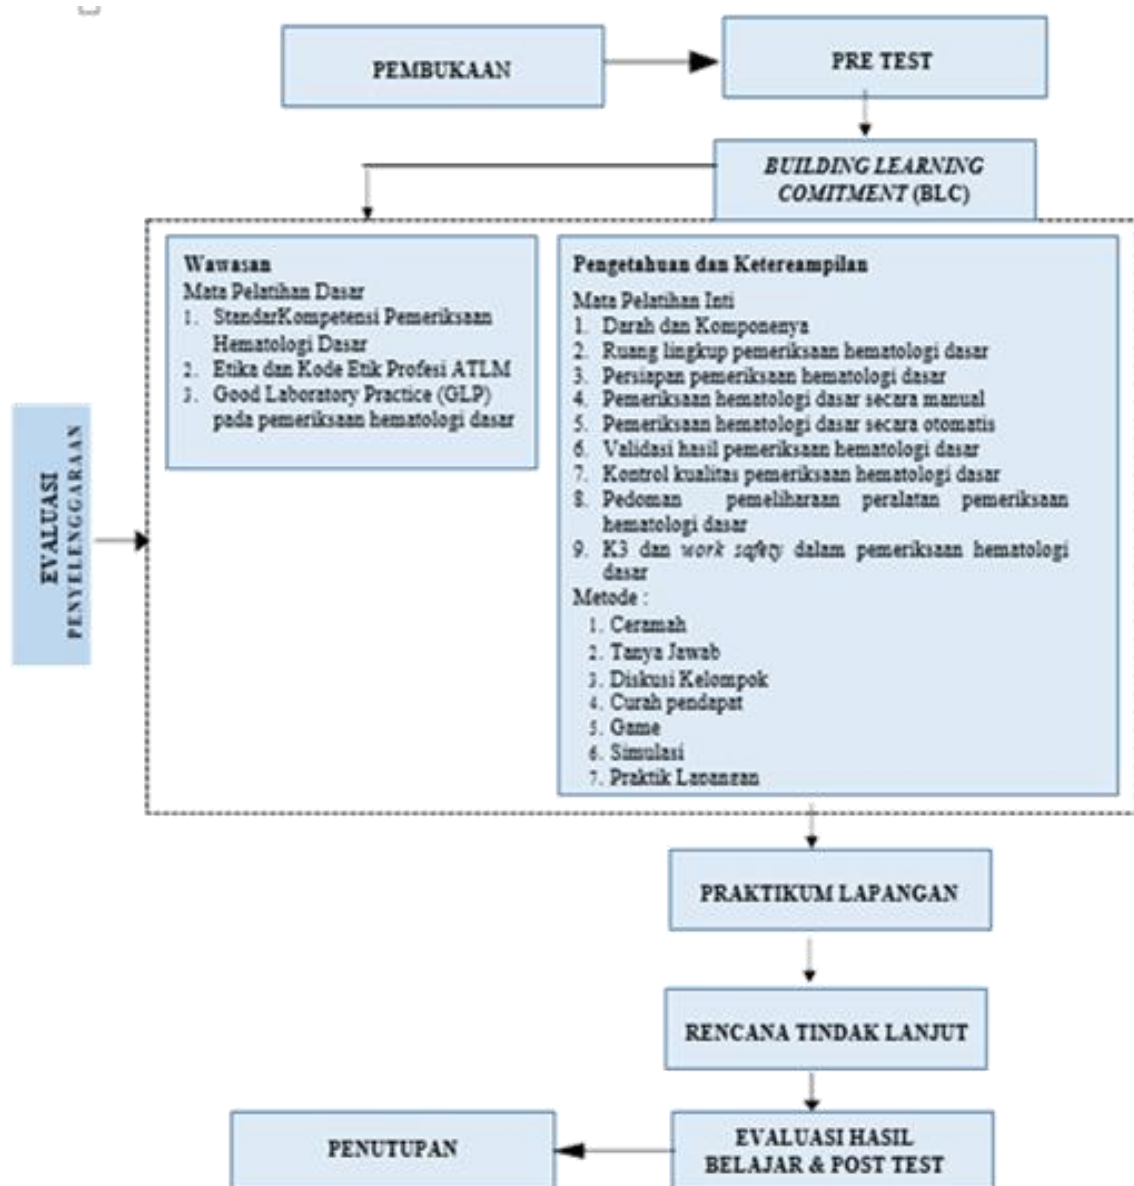 PEMBUKAAN
PRE TEST
BUILDING LEARNING
COMITMENT (BLC)
Wawasan
Mata Pelatihan Dasar
1. StandarKompetensi Pemeriksaan
Hematologi Dasar
2. Etika dan Kode Etik Profesi ATLM
3. Good Laboratory Practice (GLP)
pada pemeriksaan hematologi dasar
Pengetahuan dan Ketereampilan
Mata Pelatihan Inti
1. Darah dan Komponenya
2. Ruang lingkup pemeriksaan hematologi dasar
3. Persiapan pemeriksaan hematologi dasar
4. Pemeriksaan hematologi dasar secara manual
5. Pemeriksaan hematologi dasar secara otomatis
6. Validasi hasil pemeriksaan hematologi dasar
7. Kontrol kualitas pemeriksaan hematologi dasar
8. Pedoman pemeliharaan peralatan pemeriksaan
hematologi dasar
9. K3 dan work safety dalam pemeriksaan hematologi
dasar
Metode :
1. Ceramah
2. Tanya Jawab
3. Diskusi Kelompok
4. Curah pendapat
5. Game
6. Simulasi
7. Praktik Lapangan
EVALUASI
PENYELENGGARAAN
PRAKTIKUM LAPANGAN
RENCANA TINDAK LANJUT
EVALUASI HASIL
BELAJAR & POST TEST
PENUTUPAN